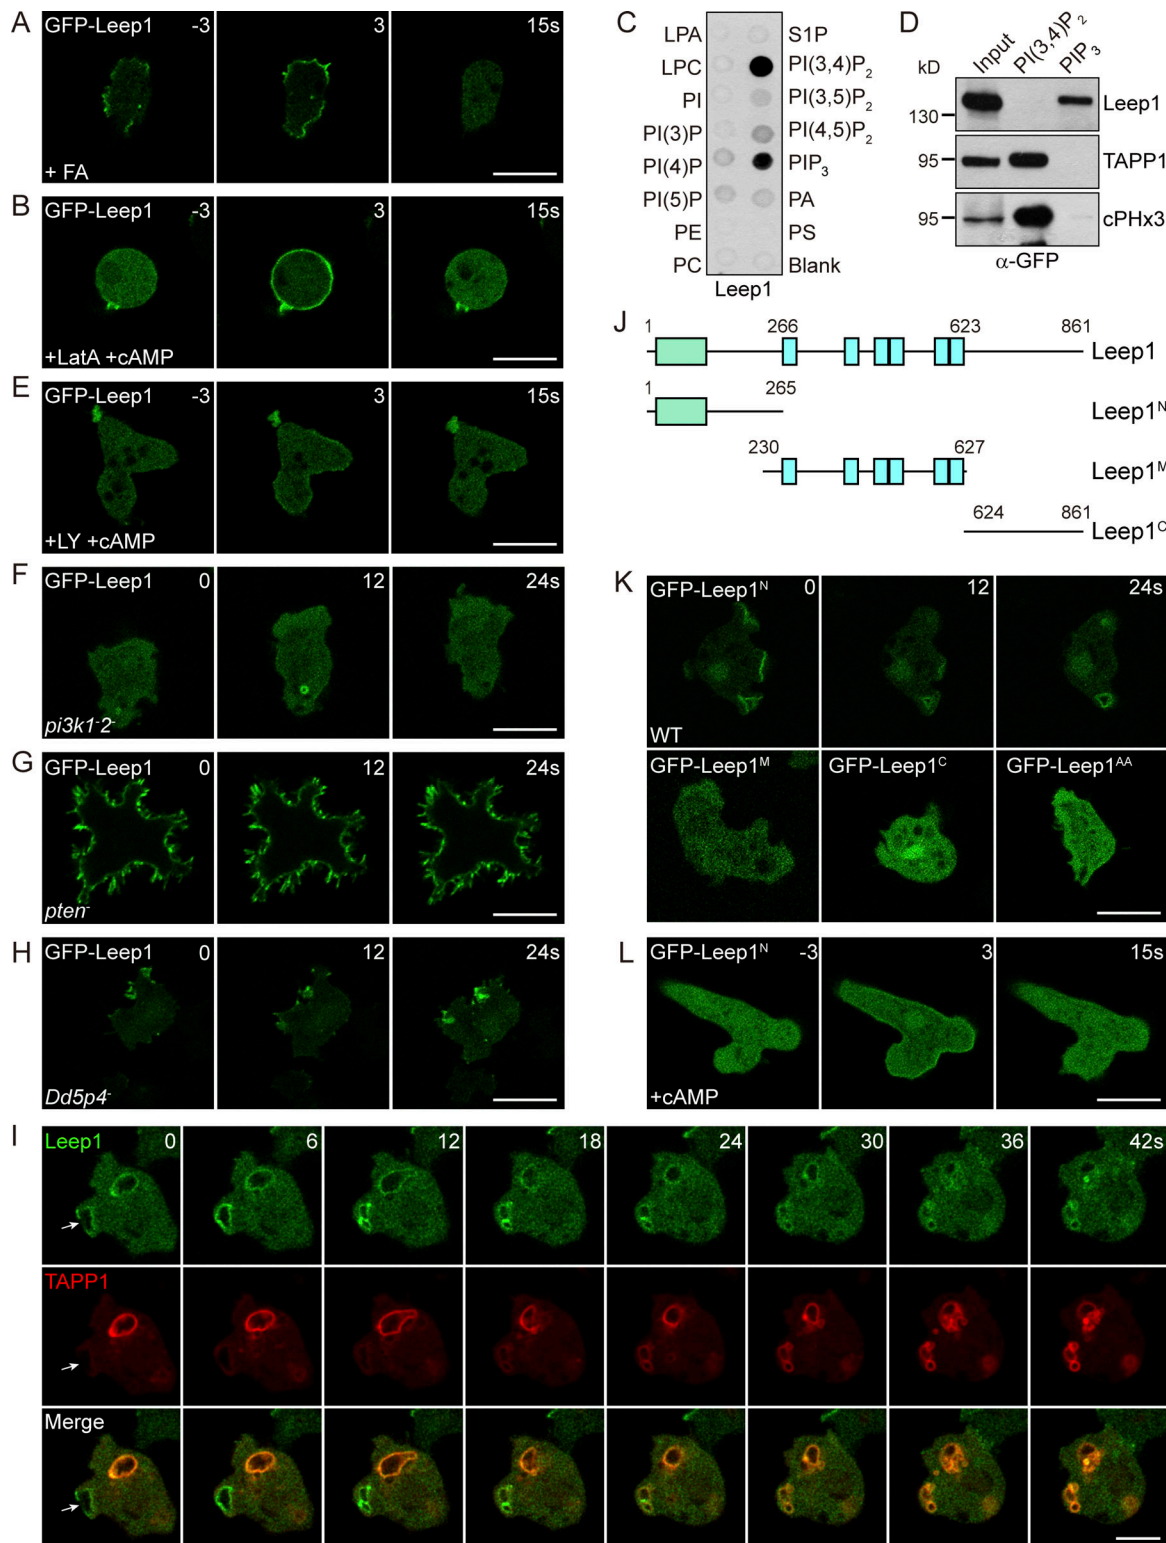 A
GFP-Leep1 -3 3 15s
+ FA
B
GFP-Leep1 -3 3 15s
+LatA +cAMP
E
GFP-Leep1 -3 3 15s
+LY +cAMP
F
GFP-Leep1 0 12 24s
pi3k1-2-
G
GFP-Leep1 0 12 24s
pten-
H
GFP-Leep1 0 12 24s
Dd5p4-
C
LPA S1P
LPC PI(3,4)P2
PI PI(3,5)P2
PI(3)P PI(4,5)P2
PI(4)P PIP3
PI(5)P PA
PE PS
PC Blank
Leep1
D
kD Input PI(3,4)P2 PIP3
130 Leep1
95 TAPP1
95 cPHx3
α-GFP
J
1 266 623 861
Leep1
1 265
Leep1N
230 627
Leep1M
624 861
Leep1C
K
GFP-Leep1N 0 12 24s
WT
GFP-Leep1M GFP-Leep1C GFP-Leep1AA
L
GFP-Leep1N -3 3 15s
+cAMP
I
Leep1 0 6 12 18 24 30 36 42s
TAPP1
Merge